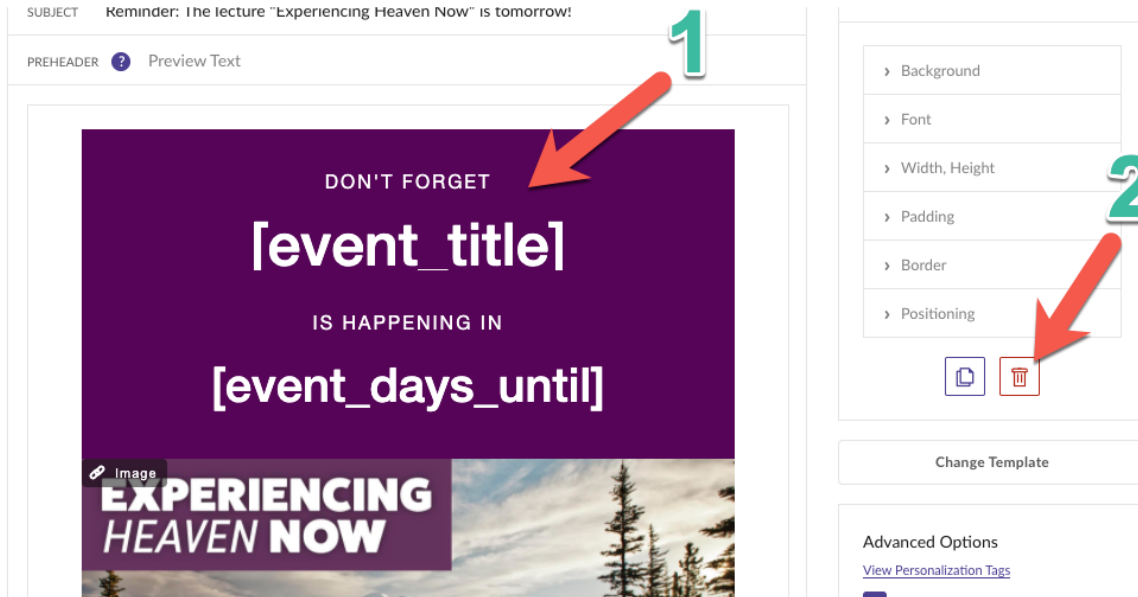 SUBJECT Reminder: The lecture "Experiencing Heaven Now" is tomorrow!
PREHEADER ? Preview Text
1
DON'T FORGET
[event_title]
IS HAPPENING IN
[event_days_until]
Image
EXPERIENCING
HEAVEN NOW
Background
Font
Width, Height
2
Padding
Border
Positioning
Change Template
Advanced Options
View Personalization Tags